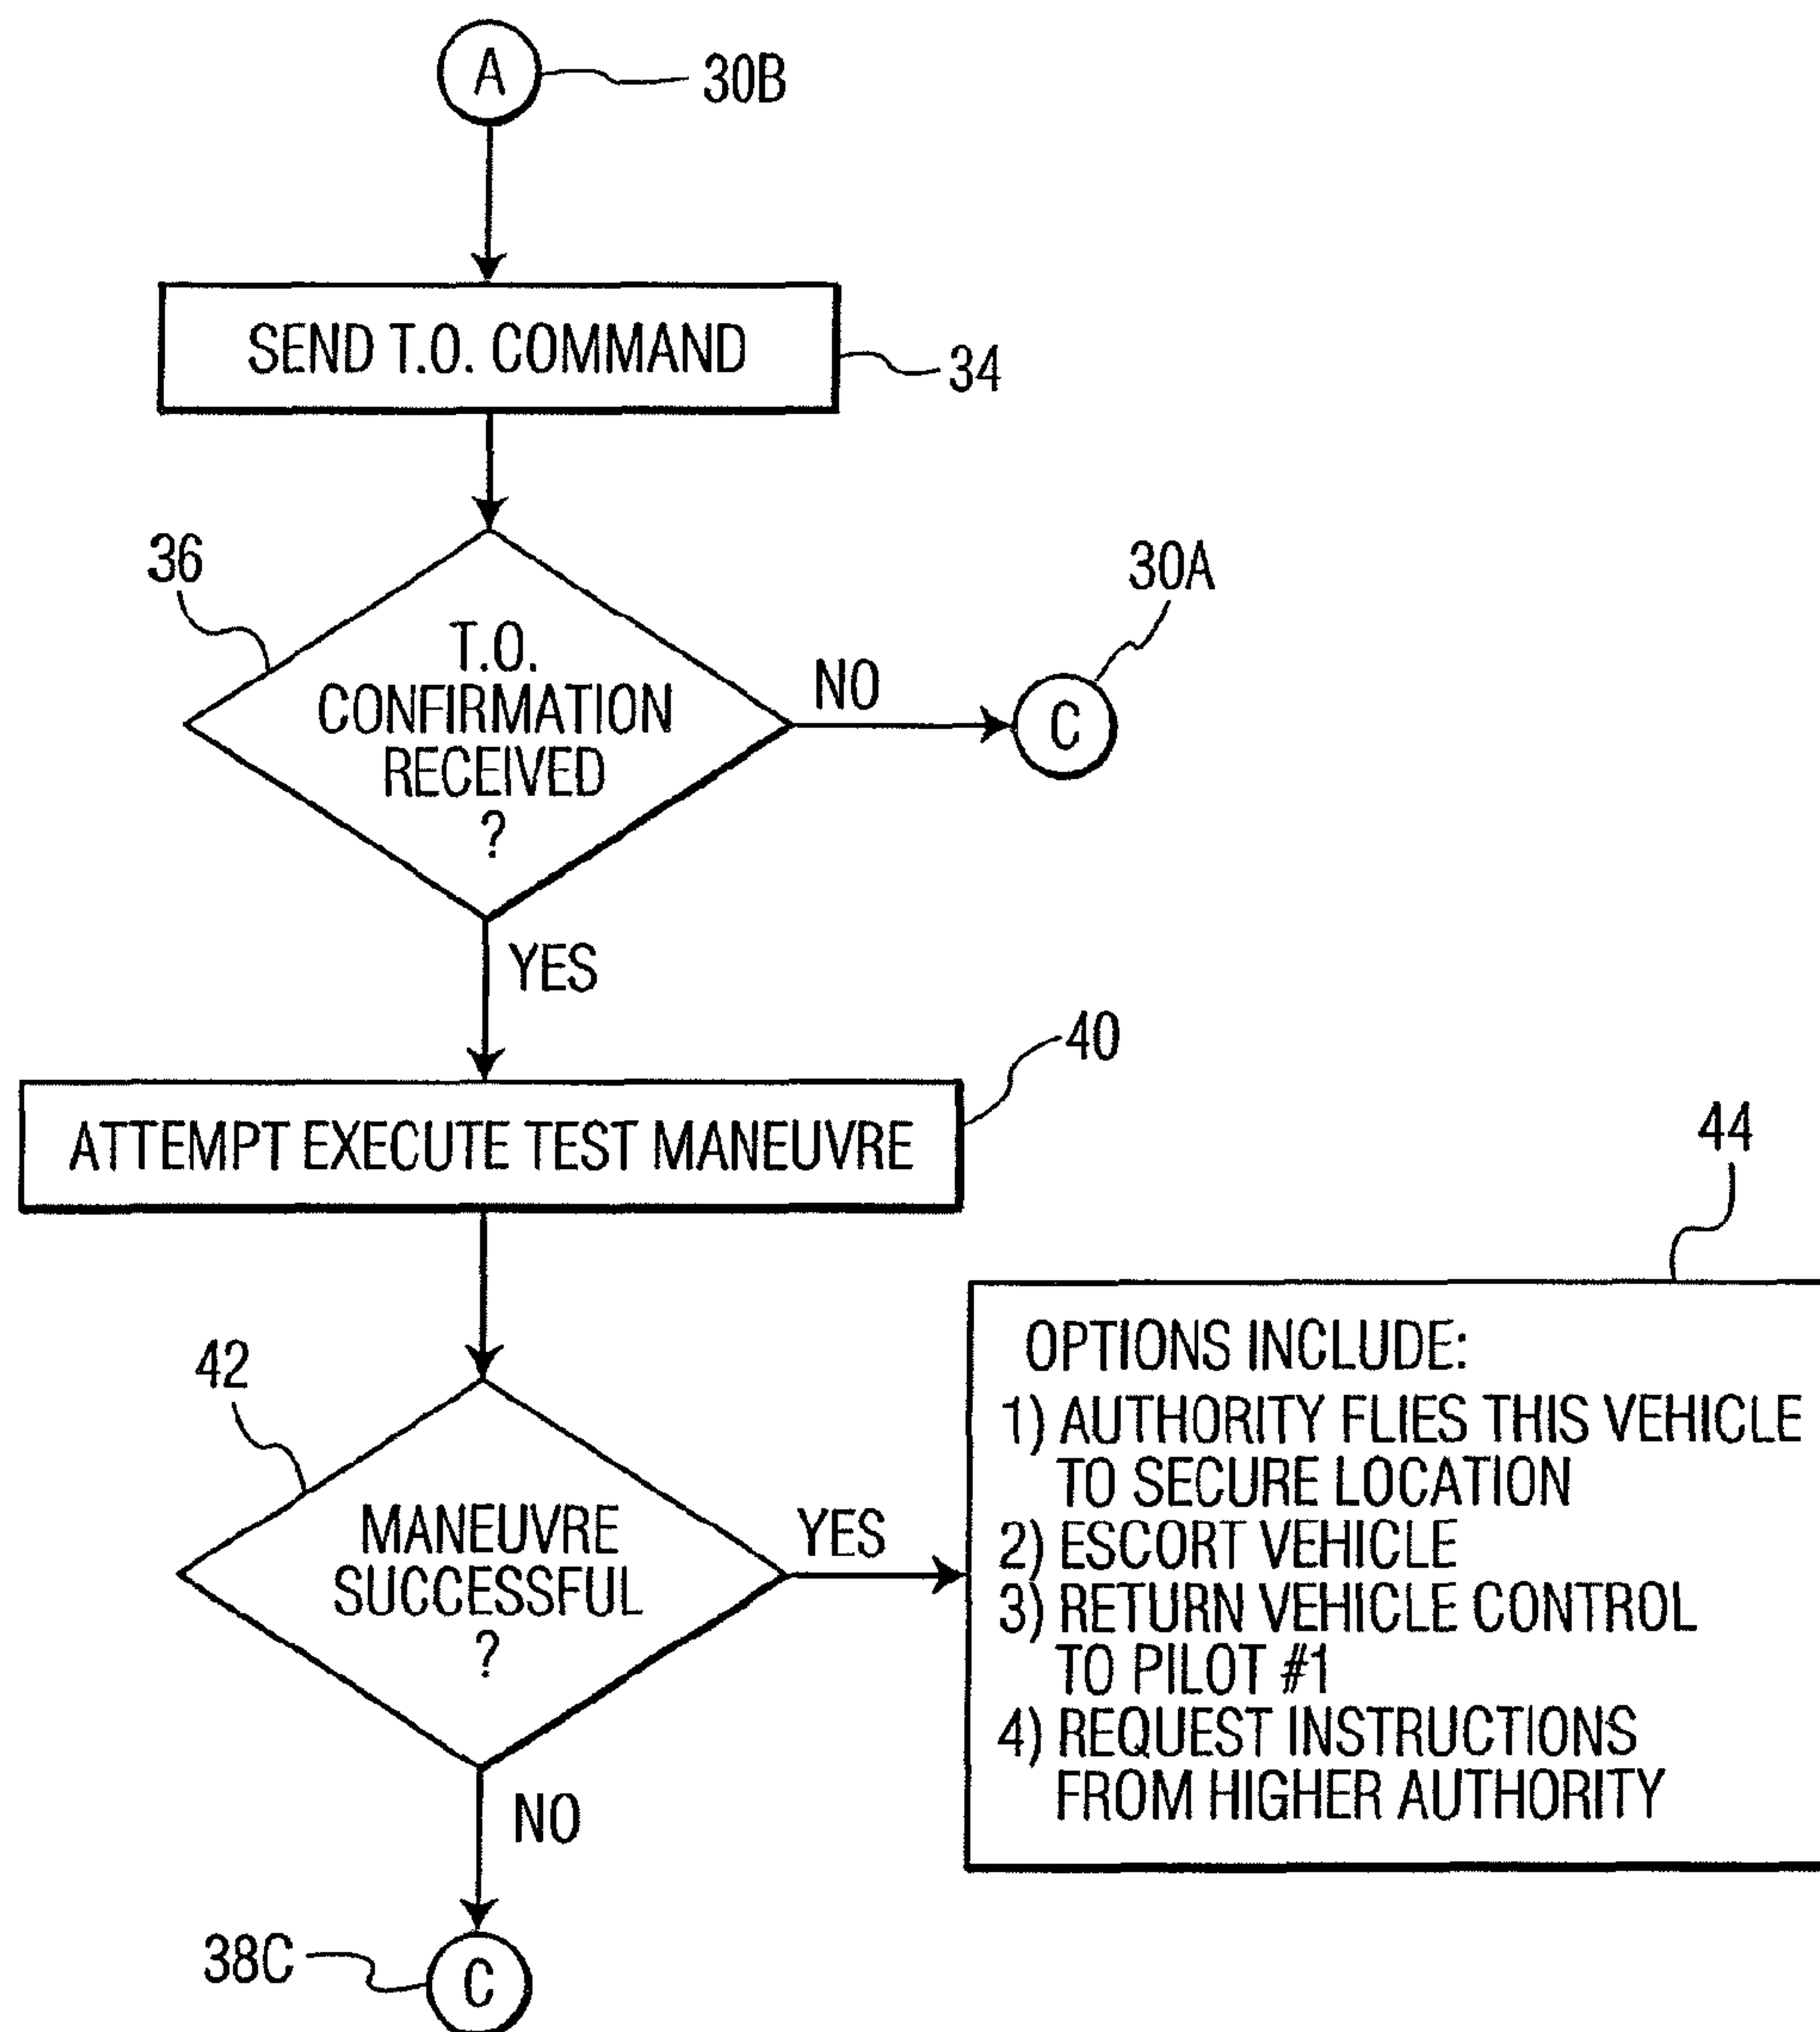 A
30B
SEND T.O. COMMAND
34
36
T.O.
CONFIRMATION
RECEIVED
?
NO
30A
C
YES
ATTEMPT EXECUTE TEST MANEUVRE
40
42
MANEUVRE
SUCCESSFUL
?
YES
44
OPTIONS INCLUDE:
1) AUTHORITY FLIES THIS VEHICLE
TO SECURE LOCATION
2) ESCORT VEHICLE
3) RETURN VEHICLE CONTROL
TO PILOT #1
4) REQUEST INSTRUCTIONS
FROM HIGHER AUTHORITY
NO
38C
C